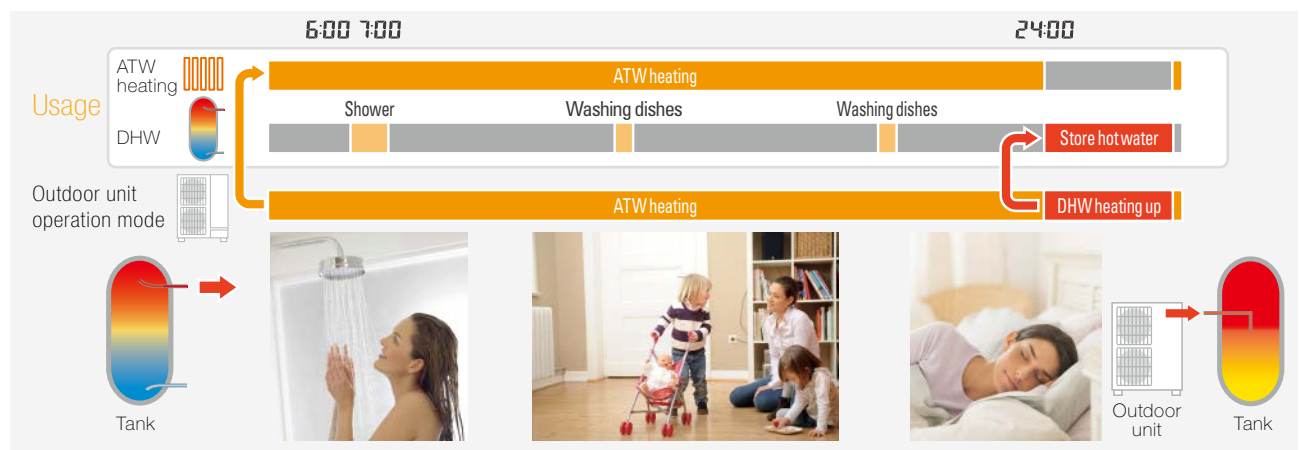 6:00 7:00 24:00
Usage
ATW
heating
ATW heating
Shower Washing dishes Washing dishes
DHW
Store hot water
Outdoor unit
operation mode
ATW heating
DHW heating up
Tank
Outdoor
unit
Tank